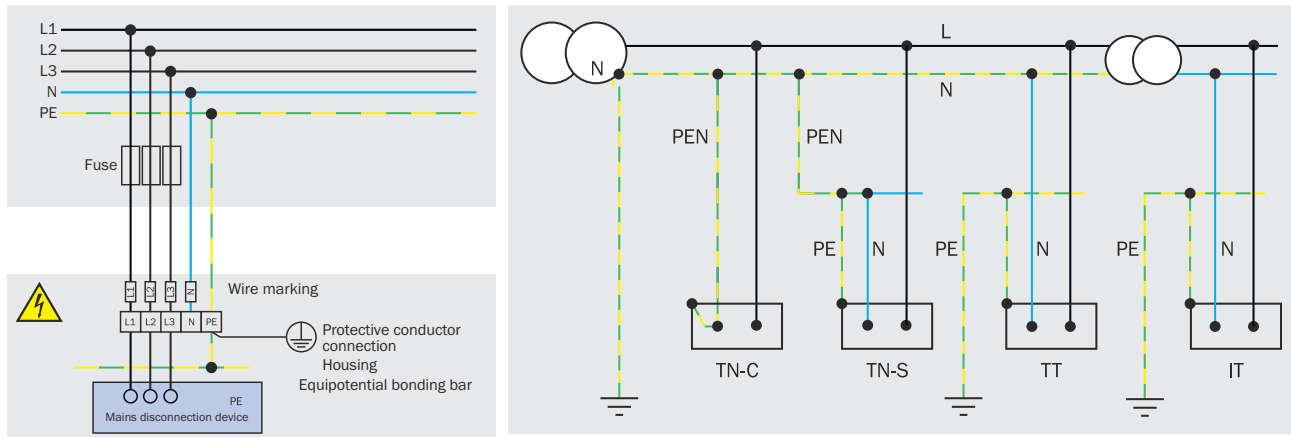 L1
L2
L3
N
PE
Fuse
L1
L2
L3
N
Wire marking
L1
L2
L3
N
PE
Protective conductor
connection
Housing
Equipotential bonding bar
PE
Mains disconnection device
L
N
N
PEN
PEN
PE
N
PE
N
PE
N
TN-C
TN-S
TT
IT